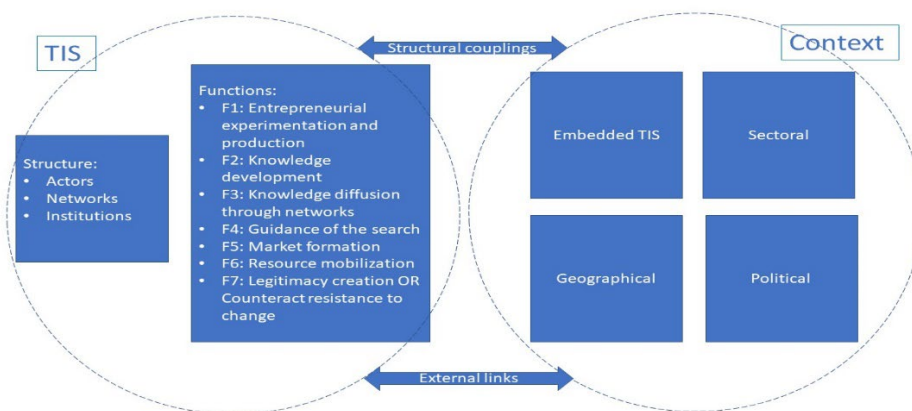 TIS
Structure:
• Actors
• Networks
• Institutions
Functions:
• F1: Entrepreneurial
experimentation and
production
• F2: Knowledge
development
• F3: Knowledge diffusion
through networks
• F4: Guidance of the search
• F5: Market formation
• F6: Resource mobilization
• F7: Legitimacy creation OR
Counteract resistance to
change
Structural couplings
External links
Context
Embedded TIS
Sectoral
Geographical
Political